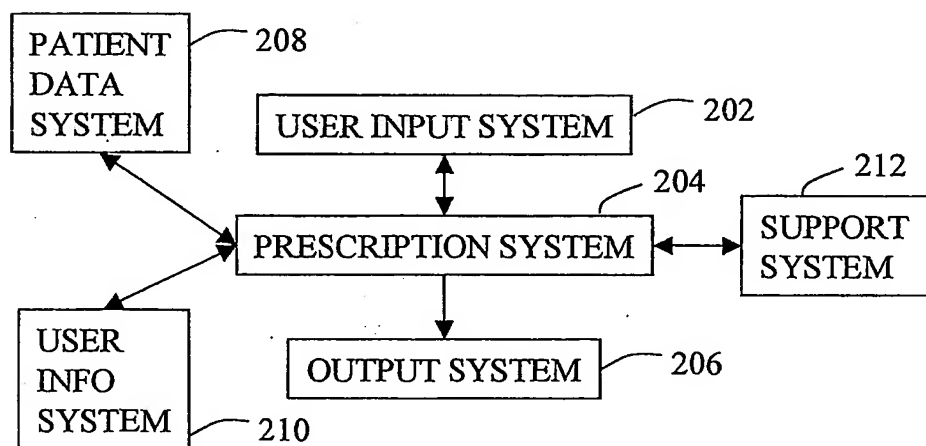 PATIENT
DATA
SYSTEM
208
USER INPUT SYSTEM
202
204
PRESCRIPTION SYSTEM
212
SUPPORT
SYSTEM
USER
INFO
SYSTEM
210
OUTPUT SYSTEM
206